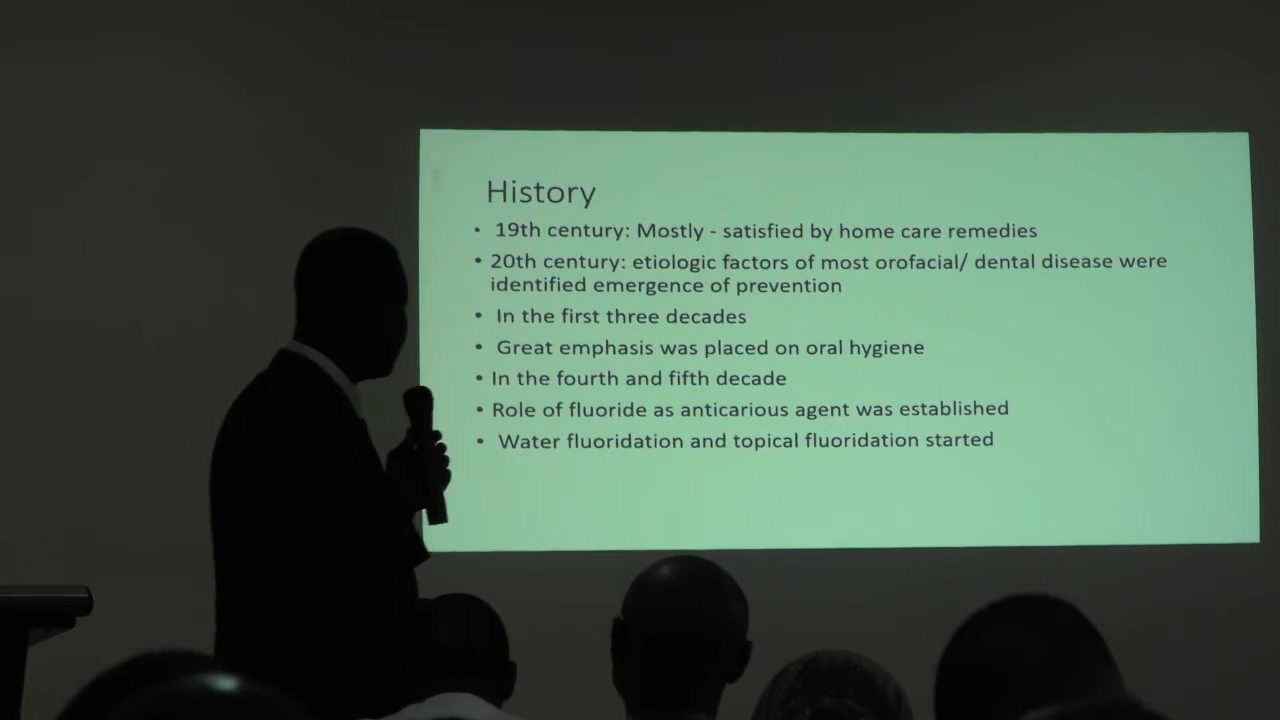 History
• 19th century: Mostly - satisfied by home care remedies
• 20th century: etiologic factors of most orofacial/ dental disease were
identified emergence of prevention
• In the first three decades
• Great emphasis was placed on oral hygiene
• In the fourth and fifth decade
• Role of fluoride as anticarious agent was established
• Water fluoridation and topical fluoridation started